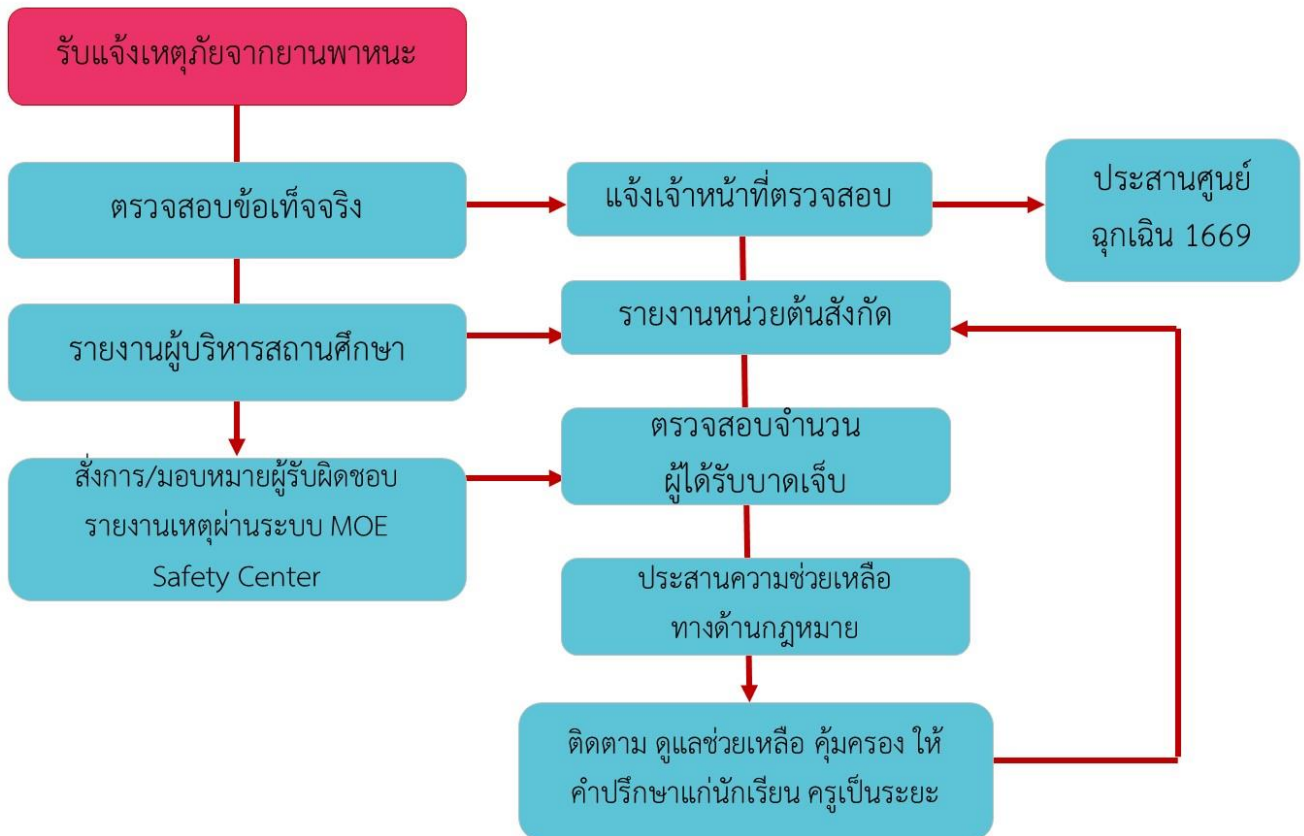 รับแจ้งเหตุภัยจากยานพาหนะ
ตรวจสอบข้อเท็จจริง
แจ้งเจ้าหน้าที่ตรวจสอบ
ประสานศูนย์
ฉุกเฉิน 1669
รายงานผู้บริหารสถานศึกษา
รายงานหน่วยต้นสังกัด
สั่งการ/มอบหมายผู้รับผิดชอบ
รายงานเหตุผ่านระบบ MOE
Safety Center
ตรวจสอบจำนวน
ผู้ได้รับบาดเจ็บ
ประสานความช่วยเหลือ
ทางด้านกฎหมาย
ติดตาม ดูแลช่วยเหลือ คุ้มครอง ให้
คำปรึกษาแก่นักเรียน ครูเป็นระยะ